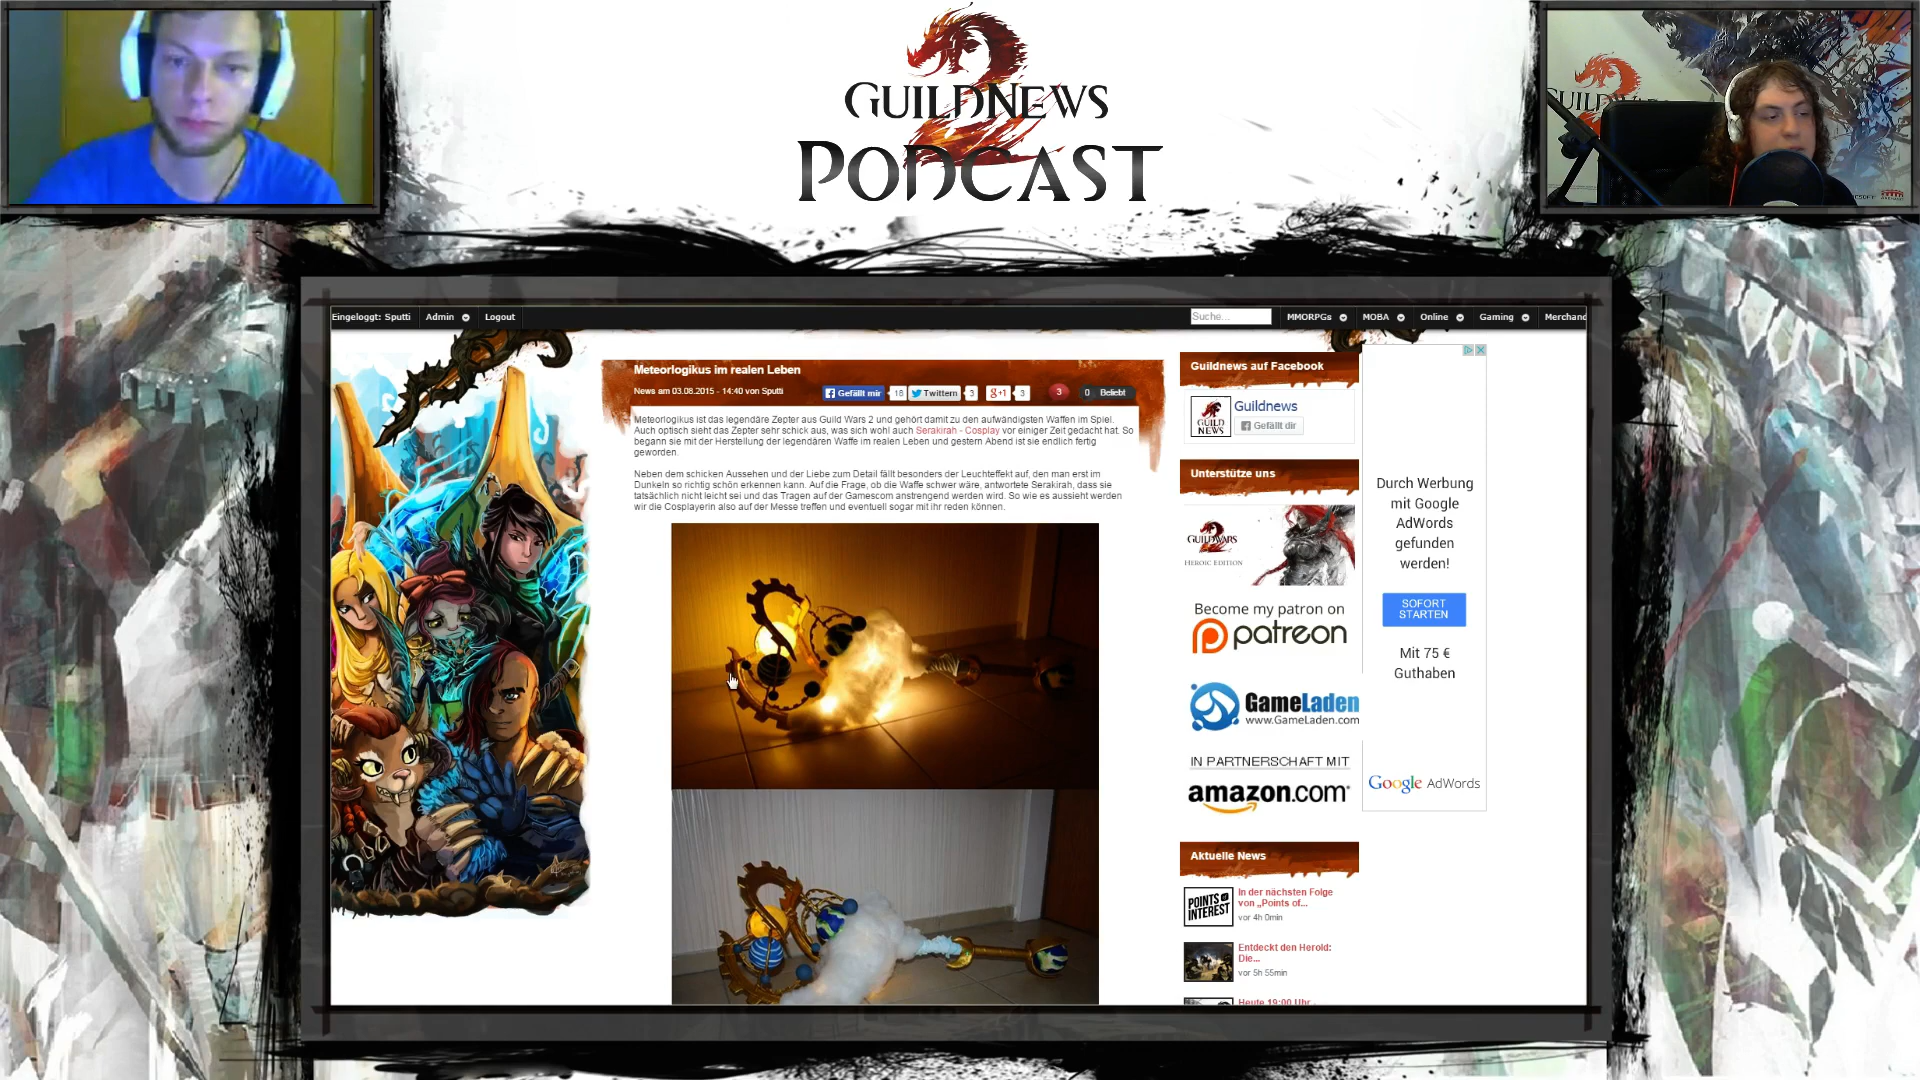 GUILDNEWS
2
PODCAST
Eingeloggt: Sputti
Admin
Logout
Suche...
MMORPGs
MOBA
Online
Gaming
Merchand
Meteorlogikus im realen Leben
News am 03.08.2015 - 14:40 von Sputti
Gefällt mir
18
Twittern
3
g+1
3
3
0 Beliebt
Meteorlogikus ist das legendäre Zepter aus Guild Wars 2 und gehört damit zu den aufwändigsten Waffen im Spiel.
Auch optisch sieht das Zepter sehr schick aus, was sich wohl auch Serakirah - Cosplay vor einiger Zeit gedacht hat. So
begann sie mit der Herstellung der legendären Waffe im realen Leben und gestern Abend ist sie endlich fertig
geworden.
Neben dem schicken Aussehen und der Liebe zum Detail fällt besonders der Leuchteffekt auf, den man erst im
Dunkeln so richtig schön erkennen kann. Auf die Frage, ob die Waffe schwer wäre, antwortete Serakirah, dass sie
tatsächlich nicht leicht sei und das Tragen auf der Gamescom anstrengend werden wird. So wie es aussieht werden
wir die Cosplayerin also auf der Messe treffen und eventuell sogar mit ihr reden können.
Guildnews auf Facebook
GUILD
NEWS
Guildnews
Gefällt dir
Unterstütze uns
GUILDWARS
2
HEROIC EDITION
Become my patron on
patreon
GameLaden
www.GameLaden.com
IN PARTNERSCHAFT MIT
amazon.com
Aktuelle News
POINTS OF
INTEREST
In der nächsten Folge
von „Points of...
vor 4h 0min
Entdeckt den Herold:
Die...
vor 5h 55min
Heute 19:00 Uhr -
Durch Werbung
mit Google
AdWords
gefunden
werden!
SOFORT
STARTEN
Mit 75 €
Guthaben
Google AdWords